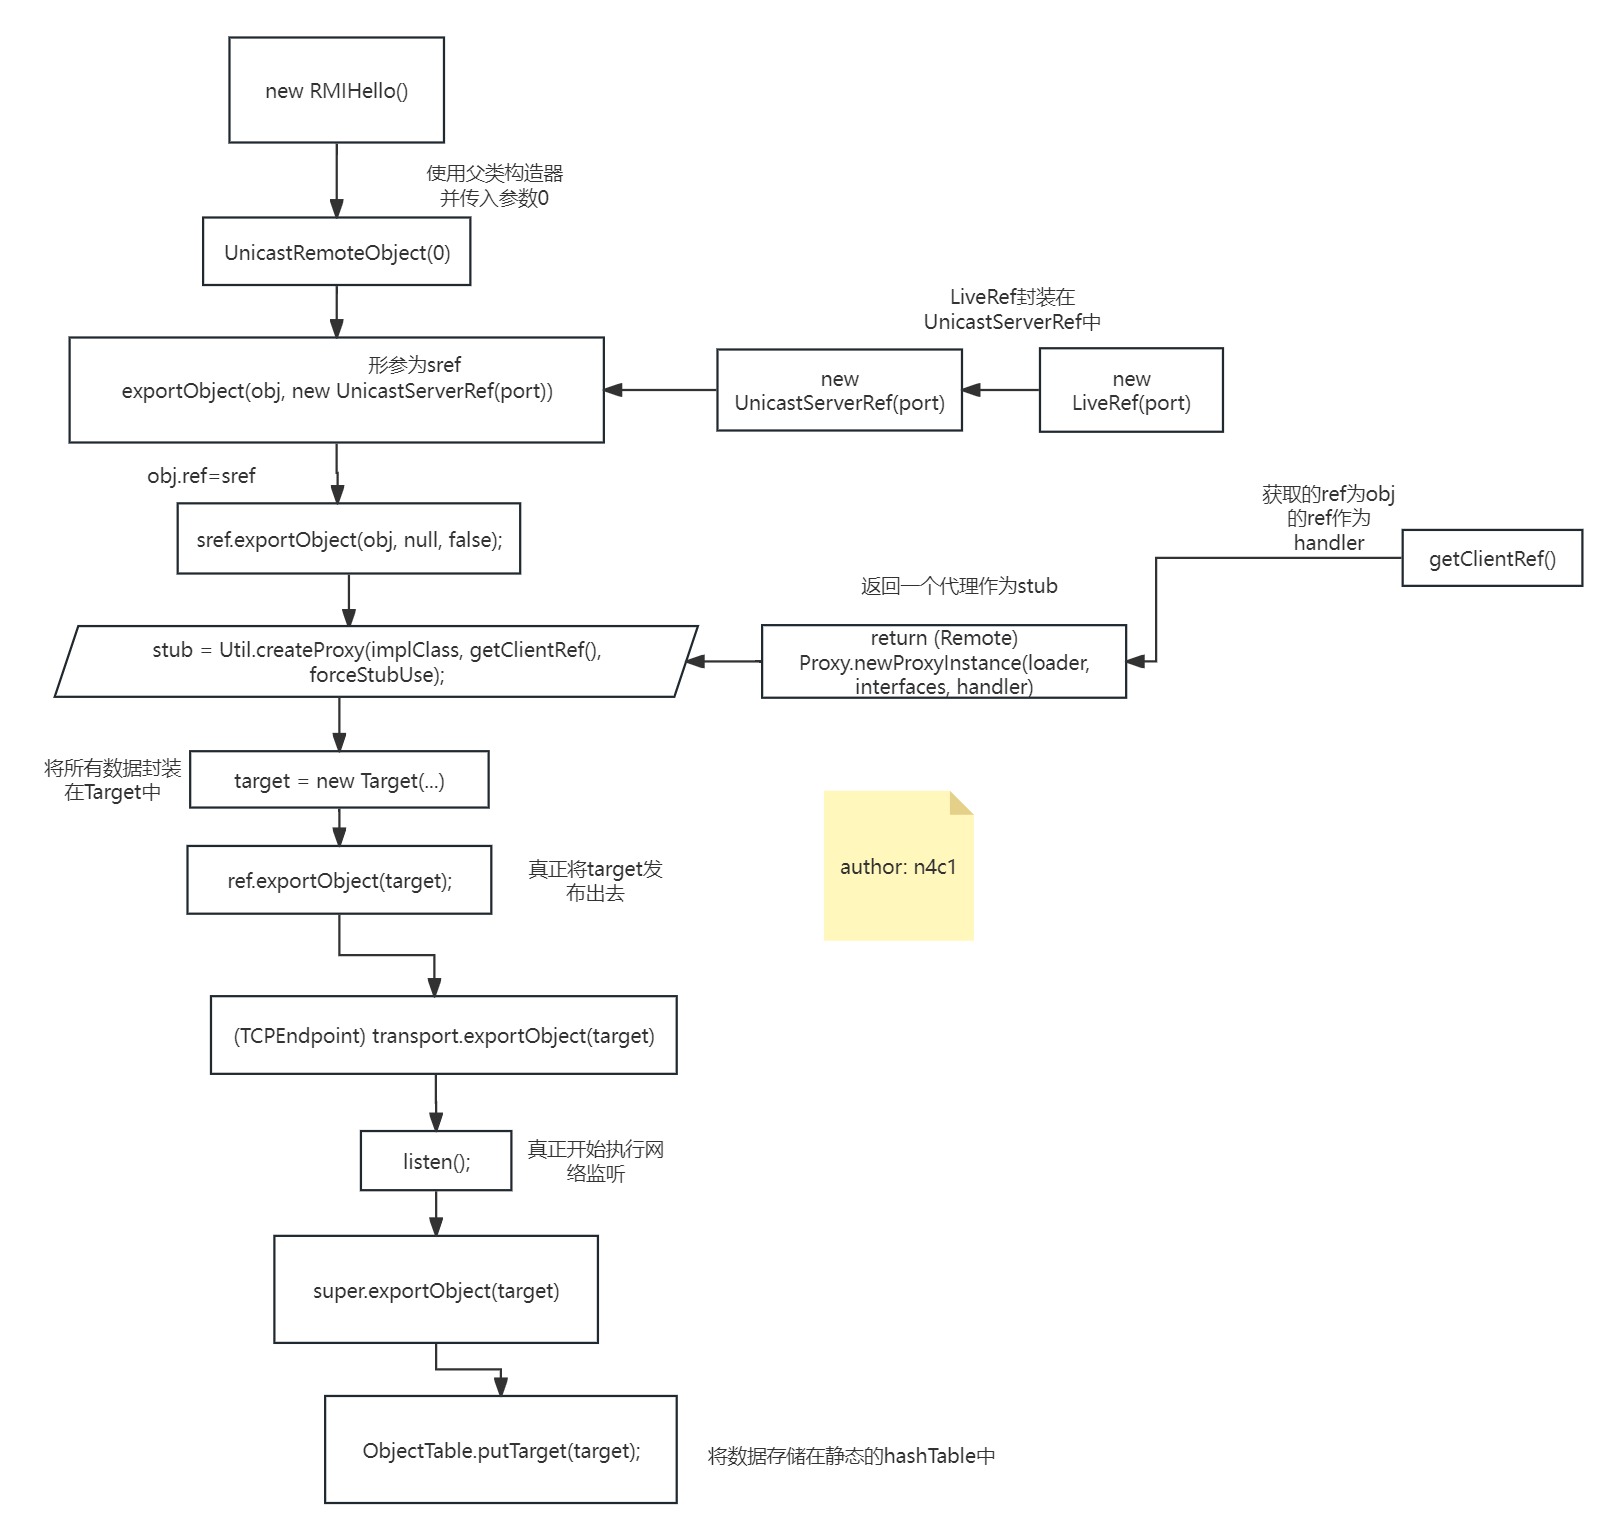 new RMIHello()
使用父类构造器
并传入参数0
UnicastRemoteObject(0)
LiveRef封装在
UnicastServerRef中
形参为sref
exportObject(obj, new UnicastServerRef(port))
new
UnicastServerRef(port)
new
LiveRef(port)
obj.ref=sref
sref.exportObject(obj, null, false);
获取的ref为obj
的ref作为
handler
getClientRef()
返回一个代理作为stub
stub = Util.createProxy(implClass, getClientRef(),
forceStubUse);
return (Remote)
Proxy.newProxyInstance(loader,
interfaces, handler)
将所有数据封装
在Target中
target = new Target(...)
ref.exportObject(target);
真正将target发
布出去
author: n4c1
(TCPEndpoint) transport.exportObject(target)
listen();
真正开始执行网
络监听
super.exportObject(target)
ObjectTable.putTarget(target);
将数据存储在静态的hashTable中